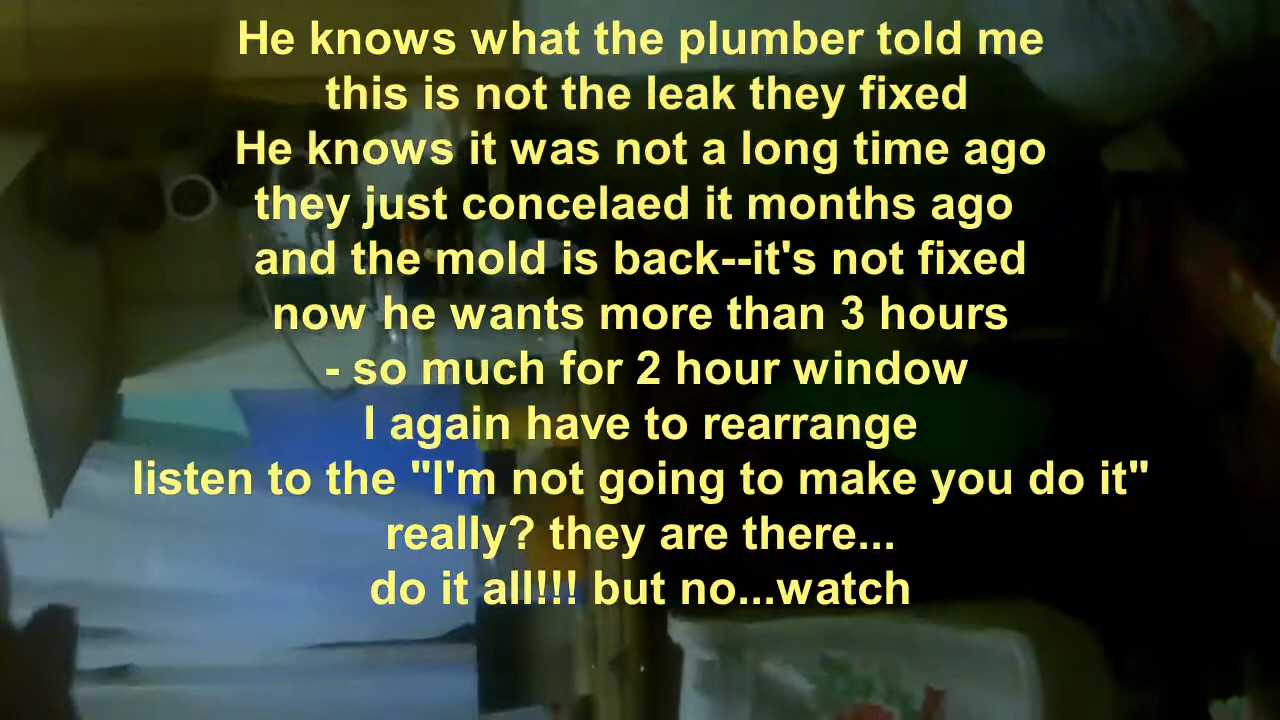 He knows what the plumber told me
this is not the leak they fixed
He knows it was not a long time ago
they just concelaed it months ago
and the mold is back--it's not fixed
now he wants more than 3 hours
- so much for 2 hour window
I again have to rearrange
listen to the "I'm not going to make you do it"
really? they are there...
do it all!!! but no...watch